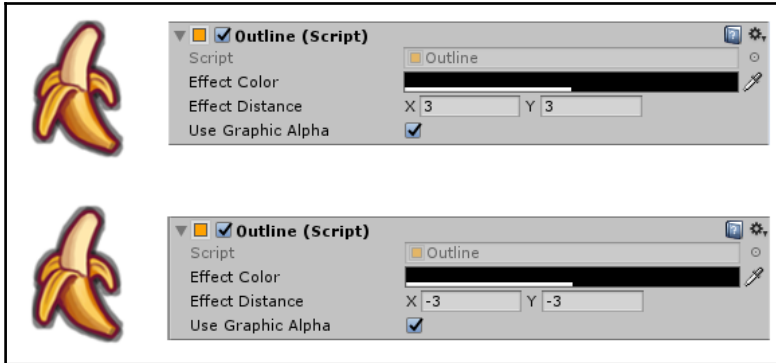 Outline (Script)
Script Outline
Effect Color
Effect Distance X 3 Y 3
Use Graphic Alpha
Outline (Script)
Script Outline
Effect Color
Effect Distance X -3 Y -3
Use Graphic Alpha